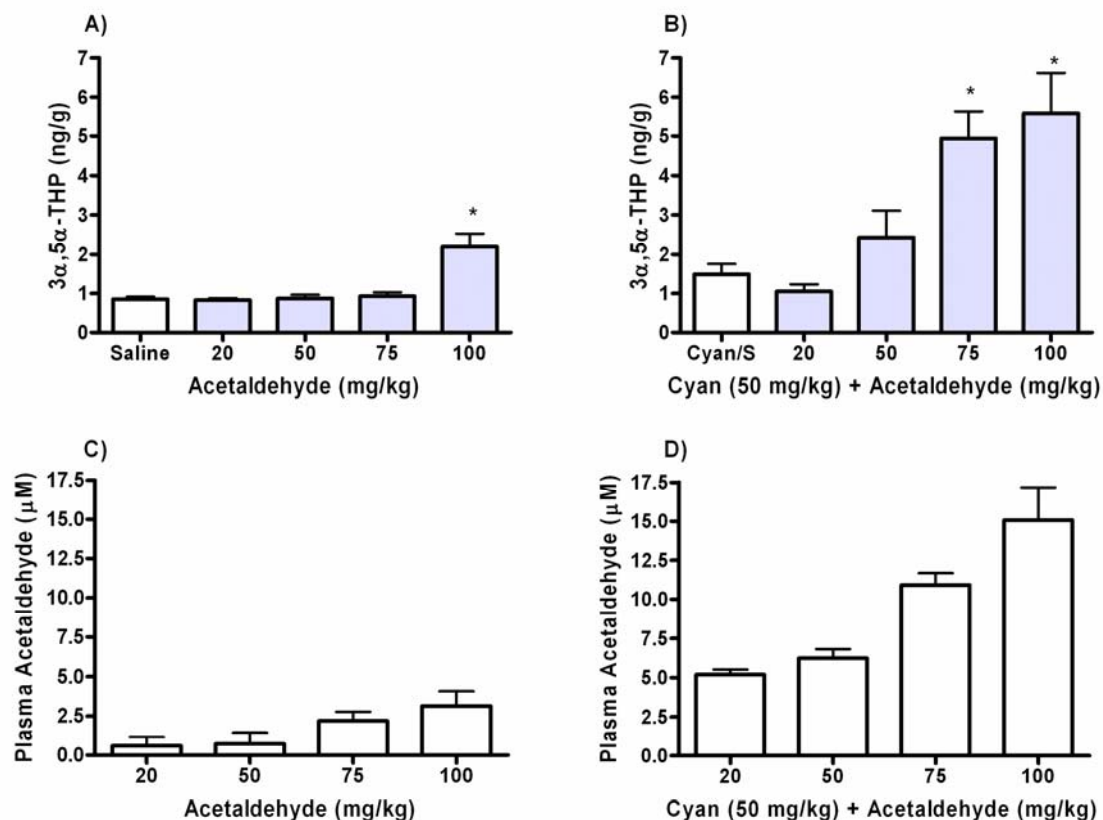 A)
3α,5α-THP (ng/g)
7
6
5
4
3
2
1
0
*
Saline 20 50 75 100
Acetaldehyde (mg/kg)
B)
3α,5α-THP (ng/g)
7
6
5
4
3
2
1
0
* *
Cyan/S 20 50 75 100
Cyan (50 mg/kg) + Acetaldehyde (mg/kg)
C)
Plasma Acetaldehyde (μM)
17.5
15.0
12.5
10.0
7.5
5.0
2.5
0.0
20 50 75 100
Acetaldehyde (mg/kg)
D)
Plasma Acetaldehyde (μM)
17.5
15.0
12.5
10.0
7.5
5.0
2.5
0.0
20 50 75 100
Cyan (50 mg/kg) + Acetaldehyde (mg/kg)